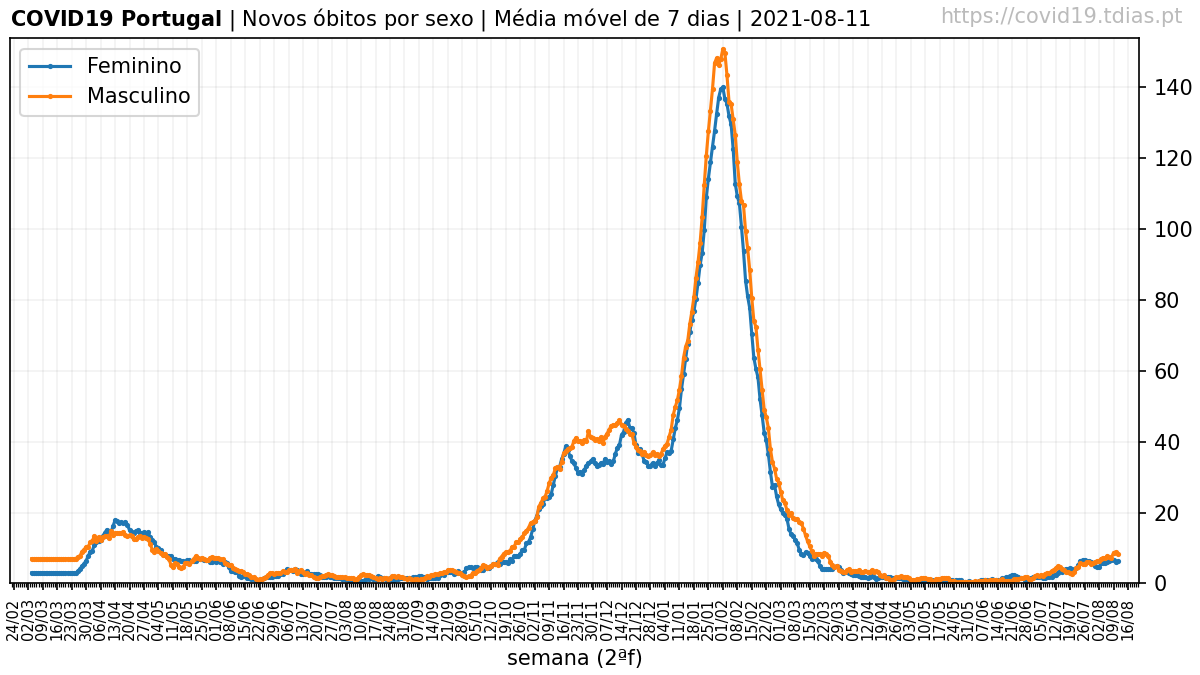 COVID19 Portugal | Novos óbitos por sexo | Média móvel de 7 dias | 2021-08-11
https://covid19.tdias.pt
Feminino
Masculino
140
120
100
80
60
40
20
0
24/02 02/03 09/03 16/03 23/03 30/03 06/04 13/04 20/04 27/04 04/05 11/05 18/05 25/05 01/06 08/06 15/06 22/06 29/06 06/07 13/07 20/07 27/07 03/08 10/08 17/08 24/08 31/08 07/09 14/09 21/09 28/09 05/10 12/10 19/10 26/10 02/11 09/11 16/11 23/11 30/11 07/12 14/12 21/12 28/12 04/01 11/01 18/01 25/01 01/02 08/02 15/02 22/02 01/03 08/03 15/03 22/03 29/03 05/04 12/04 19/04 26/04 03/05 10/05 17/05 24/05 31/05 07/06 14/06 21/06 28/06 05/07 12/07 19/07 26/07 02/08 09/08 16/08
semana (2ªf)